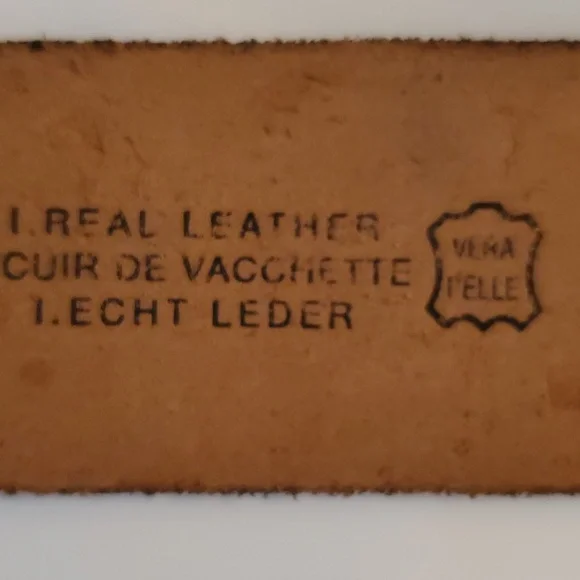 I.REAL LEATHER
CUIR DE VACCHETTE
I.ECHT LEDER
VERA
PELLE